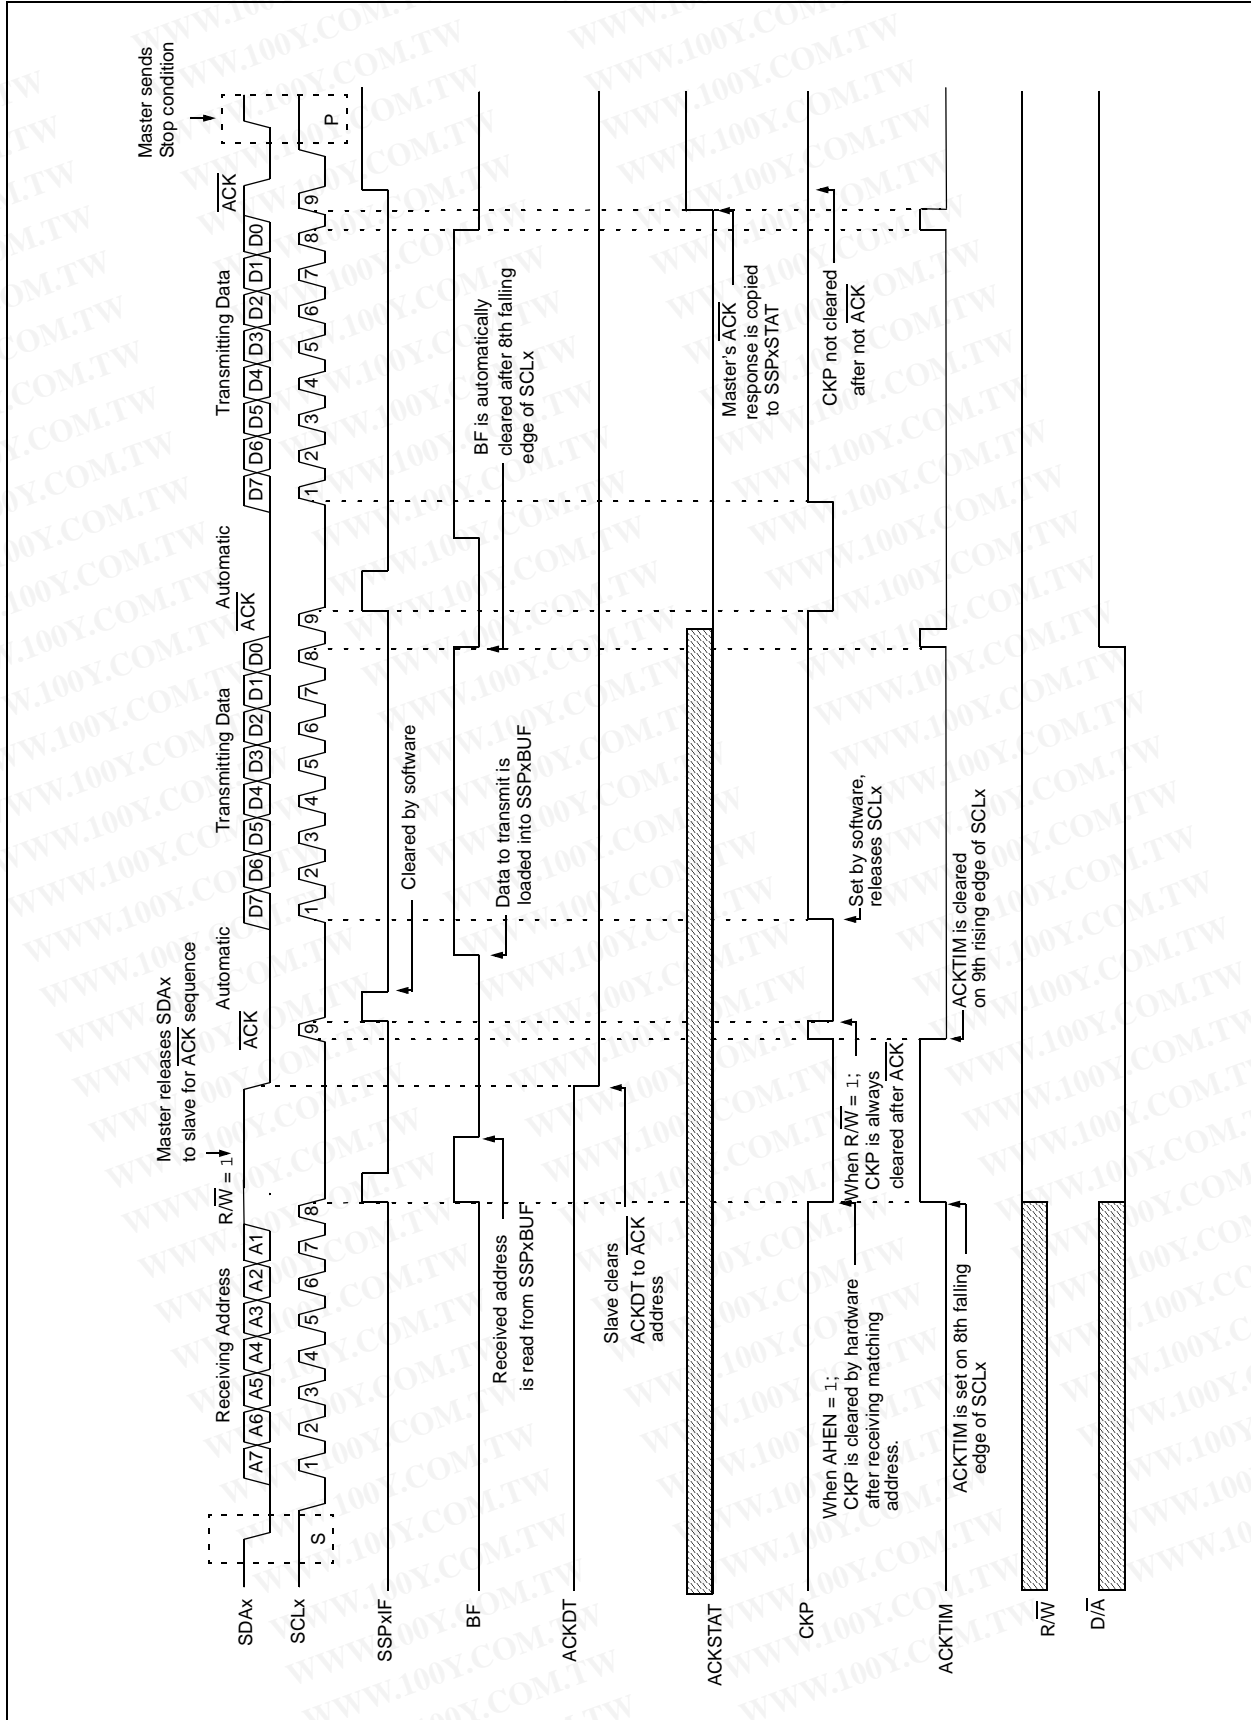 Master releases SDAx
to slave for ACK sequence
Master sends
Stop condition
Receiving Address
R/W = 1
ACK
Automatic
Transmitting Data
ACK
Automatic
Transmitting Data
ACK
SDAx
A7 A6 A5 A4 A3 A2 A1
D7 D6 D5 D4 D3 D2 D1 D0
D7 D6 D5 D4 D3 D2 D1 D0
SCLx
S
1 2 3 4 5 6 7 8 9
1 2 3 4 5 6 7 8 9
1 2 3 4 5 6 7 8 9
P
SSPxIF
Cleared by software
BF
Received address
is read from SSPxBUF
Data to transmit is
loaded into SSPxBUF
BF is automatically
cleared after 8th falling
edge of SCLx
ACKDT
Slave clears
ACKDT to ACK
address
ACKSTAT
Master's ACK
response is copied
to SSPxSTAT
CKP
When AHEN = 1;
CKP is cleared by hardware
after receiving matching
address.
When R/W = 1;
CKP is always
cleared after ACK
Set by software,
releases SCLx
CKP not cleared
after not ACK
ACKTIM
ACKTIM is set on 8th falling
edge of SCLx
ACKTIM is cleared
on 9th rising edge of SCLx
R/W
D/A
WWW.100Y.COM.TW